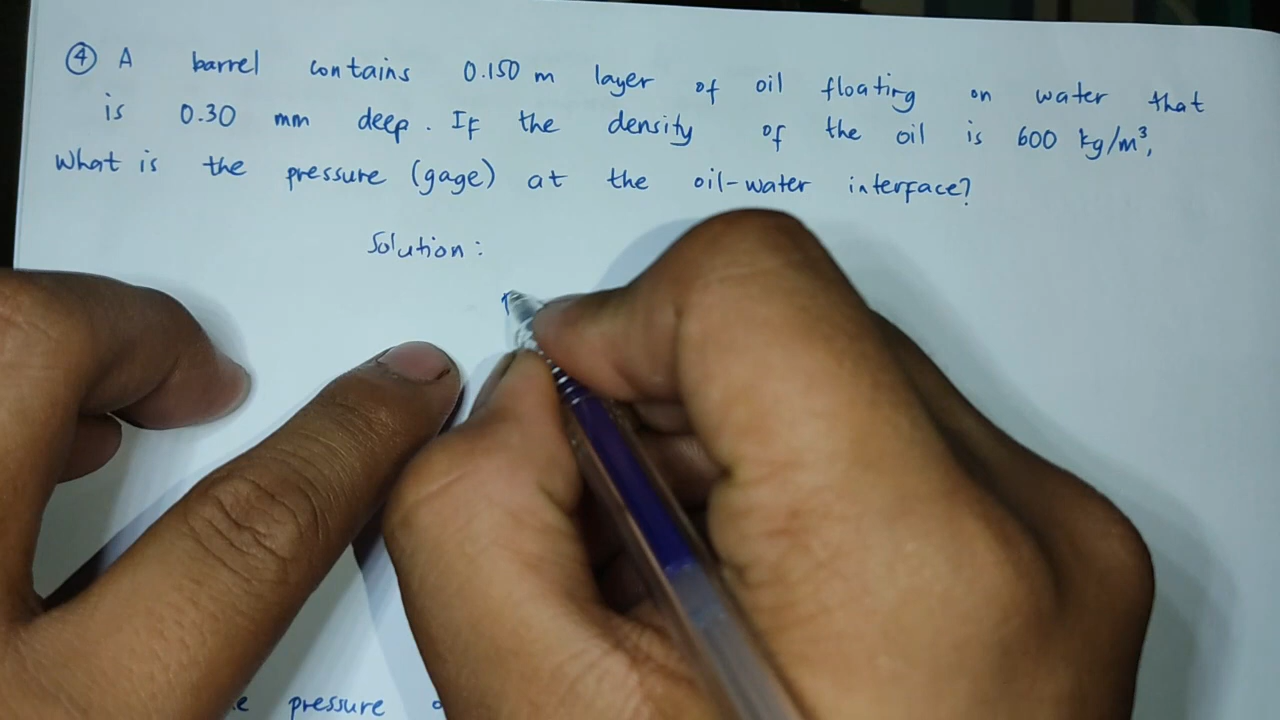 ④ A barrel contains 0.150 m layer of oil floating on water that
is 0.30 mm deep. If the density of the oil is 600 kg/m³,
What is the pressure (gage) at the oil-water interface?
Solution:
pressure